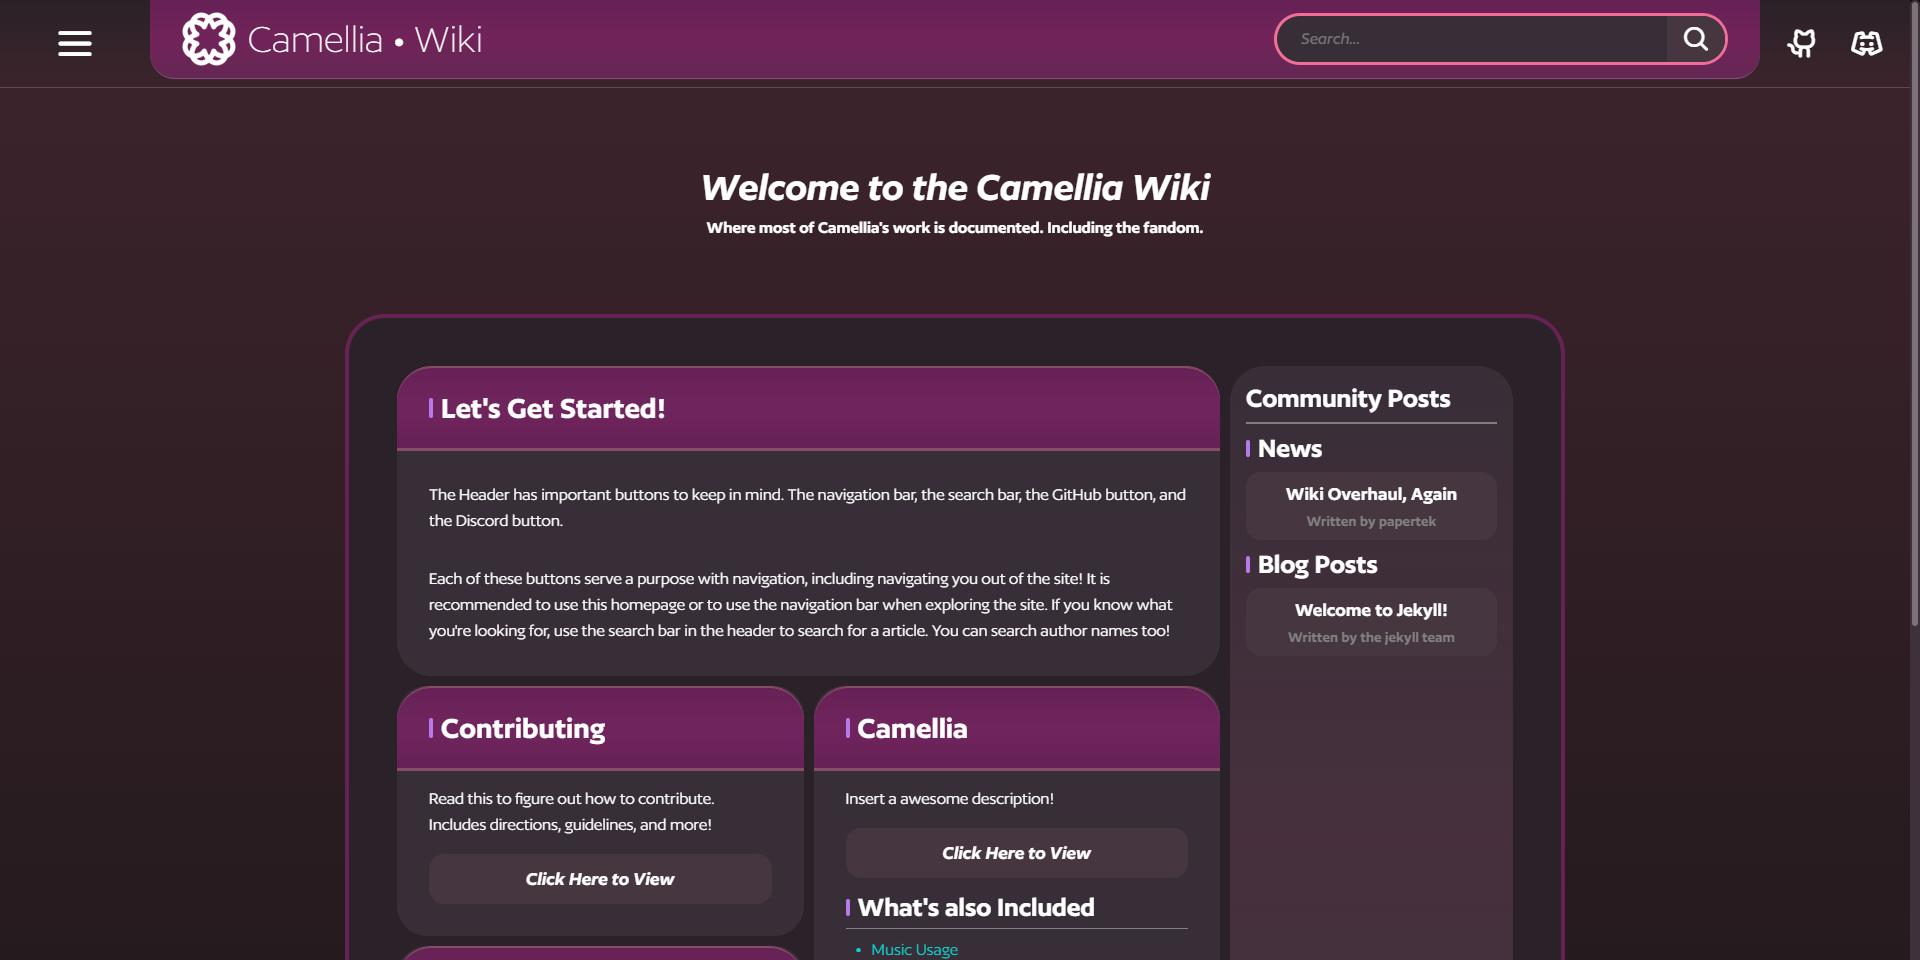 Camellia • Wiki
Search...
Welcome to the Camellia Wiki
Where most of Camellia's work is documented. Including the fandom.
Let's Get Started!
The Header has important buttons to keep in mind. The navigation bar, the search bar, the GitHub button, and
the Discord button.
Each of these buttons serve a purpose with navigation, including navigating you out of the site! It is
recommended to use this homepage or to use the navigation bar when exploring the site. If you know what
you're looking for, use the search bar in the header to search for a article. You can search author names too!
Contributing
Read this to figure out how to contribute.
Includes directions, guidelines, and more!
Click Here to View
Camellia
Insert a awesome description!
Click Here to View
What's also Included
• Music Usage
Community Posts
News
Wiki Overhaul, Again
Written by papertek
Blog Posts
Welcome to Jekyll!
Written by the jekyll team